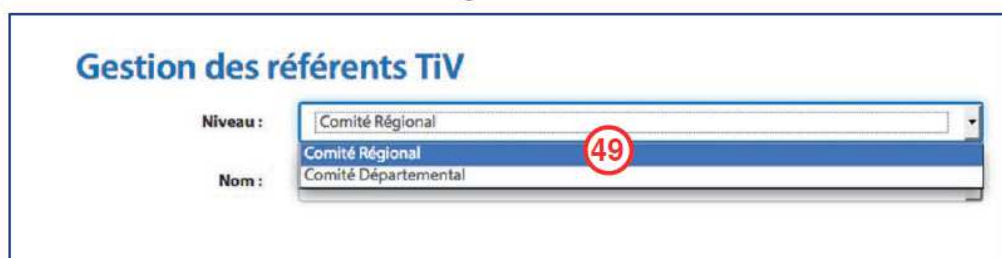 Gestion des référents TiV
Niveau : Comité Régional
Comité Régional 49
Comité Départemental
Nom :